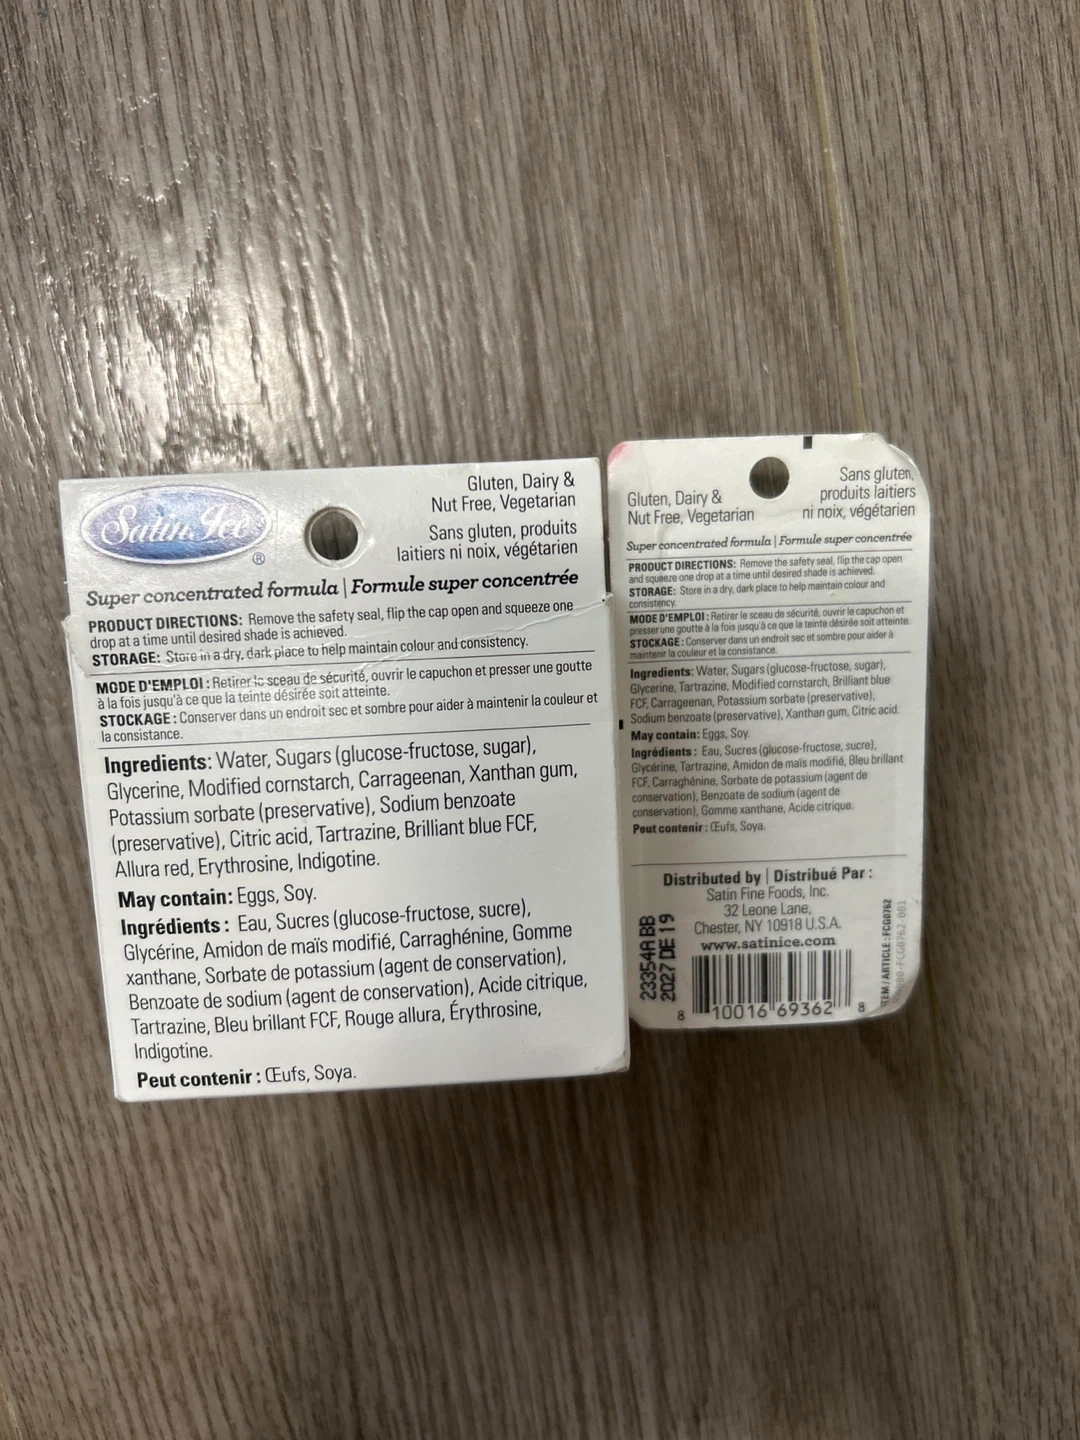 Satin Ice
®
Gluten, Dairy &
Nut Free, Vegetarian
Sans gluten, produits
laitiers ni noix, végétarien
Super concentrated formula | Formule super concentrée
PRODUCT DIRECTIONS: Remove the safety seal, flip the cap open and squeeze one
drop at a time until desired shade is achieved.
STORAGE: Store in a dry, dark place to help maintain colour and consistency.
MODE D'EMPLOI : Retirer le sceau de sécurité, ouvrir le capuchon et presser une goutte
à la fois jusqu'à ce que la teinte désirée soit atteinte.
STOCKAGE : Conserver dans un endroit sec et sombre pour aider à maintenir la couleur et
la consistance.
Ingredients: Water, Sugars (glucose-fructose, sugar),
Glycerine, Modified cornstarch, Carrageenan, Xanthan gum,
Potassium sorbate (preservative), Sodium benzoate
(preservative), Citric acid, Tartrazine, Brilliant blue FCF,
Allura red, Erythrosine, Indigotine.
May contain: Eggs, Soy.
Ingrédients : Eau, Sucres (glucose-fructose, sucre),
Glycérine, Amidon de maïs modifié, Carraghénine, Gomme
xanthane, Sorbate de potassium (agent de conservation),
Benzoate de sodium (agent de conservation), Acide citrique,
Tartrazine, Bleu brillant FCF, Rouge allura, Érythrosine,
Indigotine.
Peut contenir : Œufs, Soya.
Gluten, Dairy &
Nut Free, Vegetarian
Sans gluten,
produits laitiers
ni noix, végétarien
Super concentrated formula | Formule super concentrée
PRODUCT DIRECTIONS: Remove the safety seal, flip the cap open
and squeeze one drop at a time until desired shade is achieved.
STORAGE: Store in a dry, dark place to help maintain colour and
consistency.
MODE D'EMPLOI : Retirer le sceau de sécurité, ouvrir le capuchon et
presser une goutte à la fois jusqu'à ce que la teinte désirée soit atteinte.
STOCKAGE : Conserver dans un endroit sec et sombre pour aider à
maintenir la couleur et la consistance.
Ingredients: Water, Sugars (glucose-fructose, sugar),
Glycerine, Tartrazine, Modified cornstarch, Brilliant blue
FCF, Carrageenan, Potassium sorbate (preservative),
Sodium benzoate (preservative), Xanthan gum, Citric acid.
May contain: Eggs, Soy.
Ingrédients : Eau, Sucres (glucose-fructose, sucre),
Glycérine, Tartrazine, Amidon de maïs modifié, Bleu brillant
FCF, Carraghénine, Sorbate de potassium (agent de
conservation), Benzoate de sodium (agent de
conservation), Gomme xanthane, Acide citrique.
Peut contenir : Œufs, Soya.
Distributed by | Distribué Par :
Satin Fine Foods, Inc.
32 Leone Lane,
Chester, NY 10918 U.S.A.
www.satinice.com
23354A BB
2027 DE 19
8 10016 69362 8
ITEM / ARTICLE : FCG0762